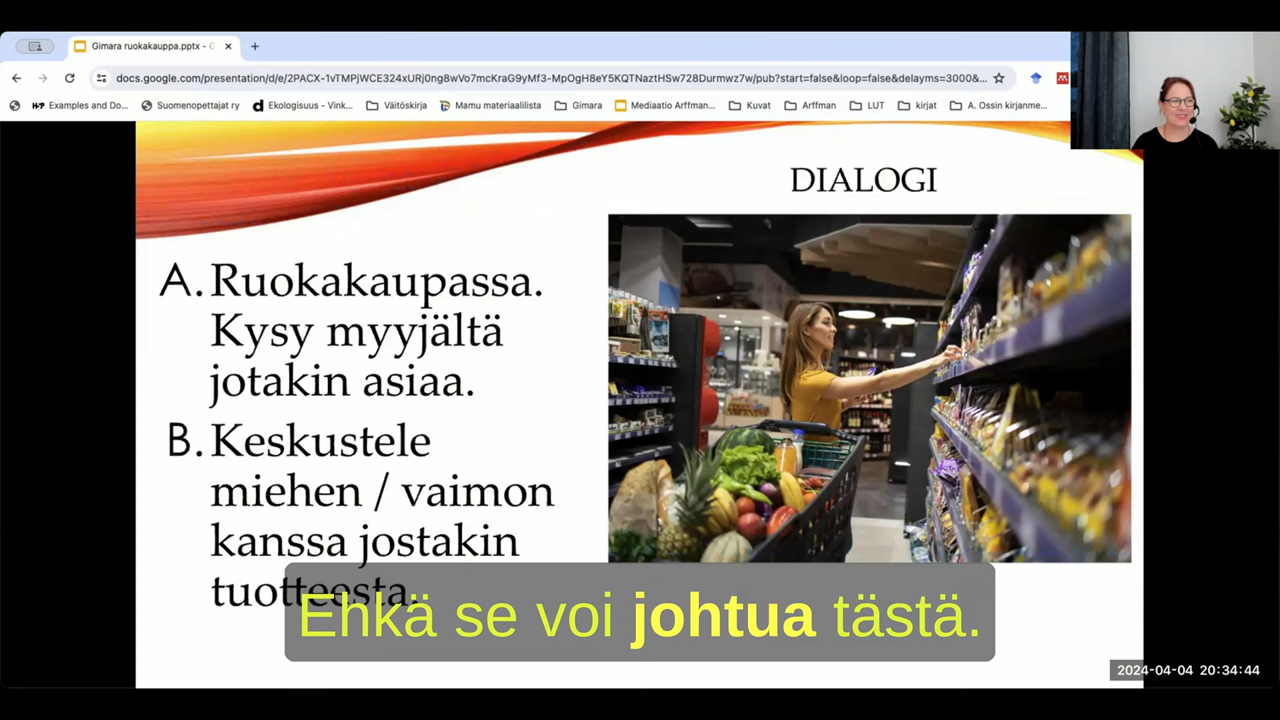 Gimara ruokakauppa.pptx - G
docs.google.com/presentation/d/e/2PACX-1vTMPjWCE324xURj0ng8wVo7mcKraG9yMf3-MpOgH8eY5KQTNaztHSw728Durmwz7w/pub?start=false&loop=false&delayms=3000&...
Examples and Do... Suomenopettajat ry Ekologisuus - Vink... Väitöskirja Mamu materiaalilista Gimara Mediaatio Arffman... Kuvat Arffman LUT kirjat A. Ossin kirjanme...
DIALOGI
A. Ruokakaupassa.
Kysy myyjältä
jotakin asiaa.
B. Keskustele
miehen / vaimon
kanssa jostakin
tuotteesta.
Ehkä se voi johtua tästä.
2024-04-04 20:34:44